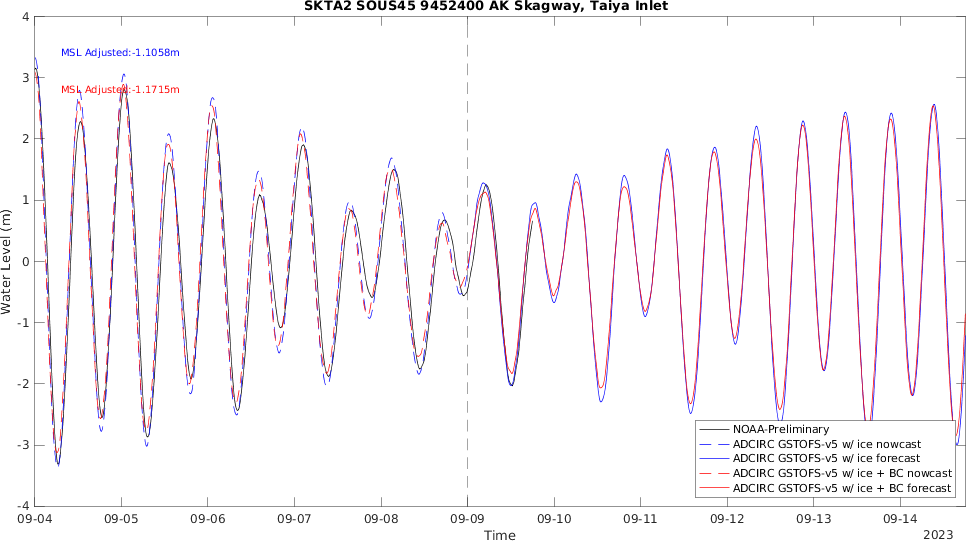 SKTA2 SOUS45 9452400 AK Skagway, Taiya Inlet
MSL Adjusted:-1.1058m
MSL Adjusted:-1.1715m
4
3
2
1
0
-1
-2
-3
-4
Water Level (m)
NOAA-Preliminary
ADCIRC GSTOFS-v5 w/ ice nowcast
ADCIRC GSTOFS-v5 w/ ice forecast
ADCIRC GSTOFS-v5 w/ ice + BC nowcast
ADCIRC GSTOFS-v5 w/ ice + BC forecast
09-04 09-05 09-06 09-07 09-08 09-09 09-10 09-11 09-12 09-13 09-14
Time
2023